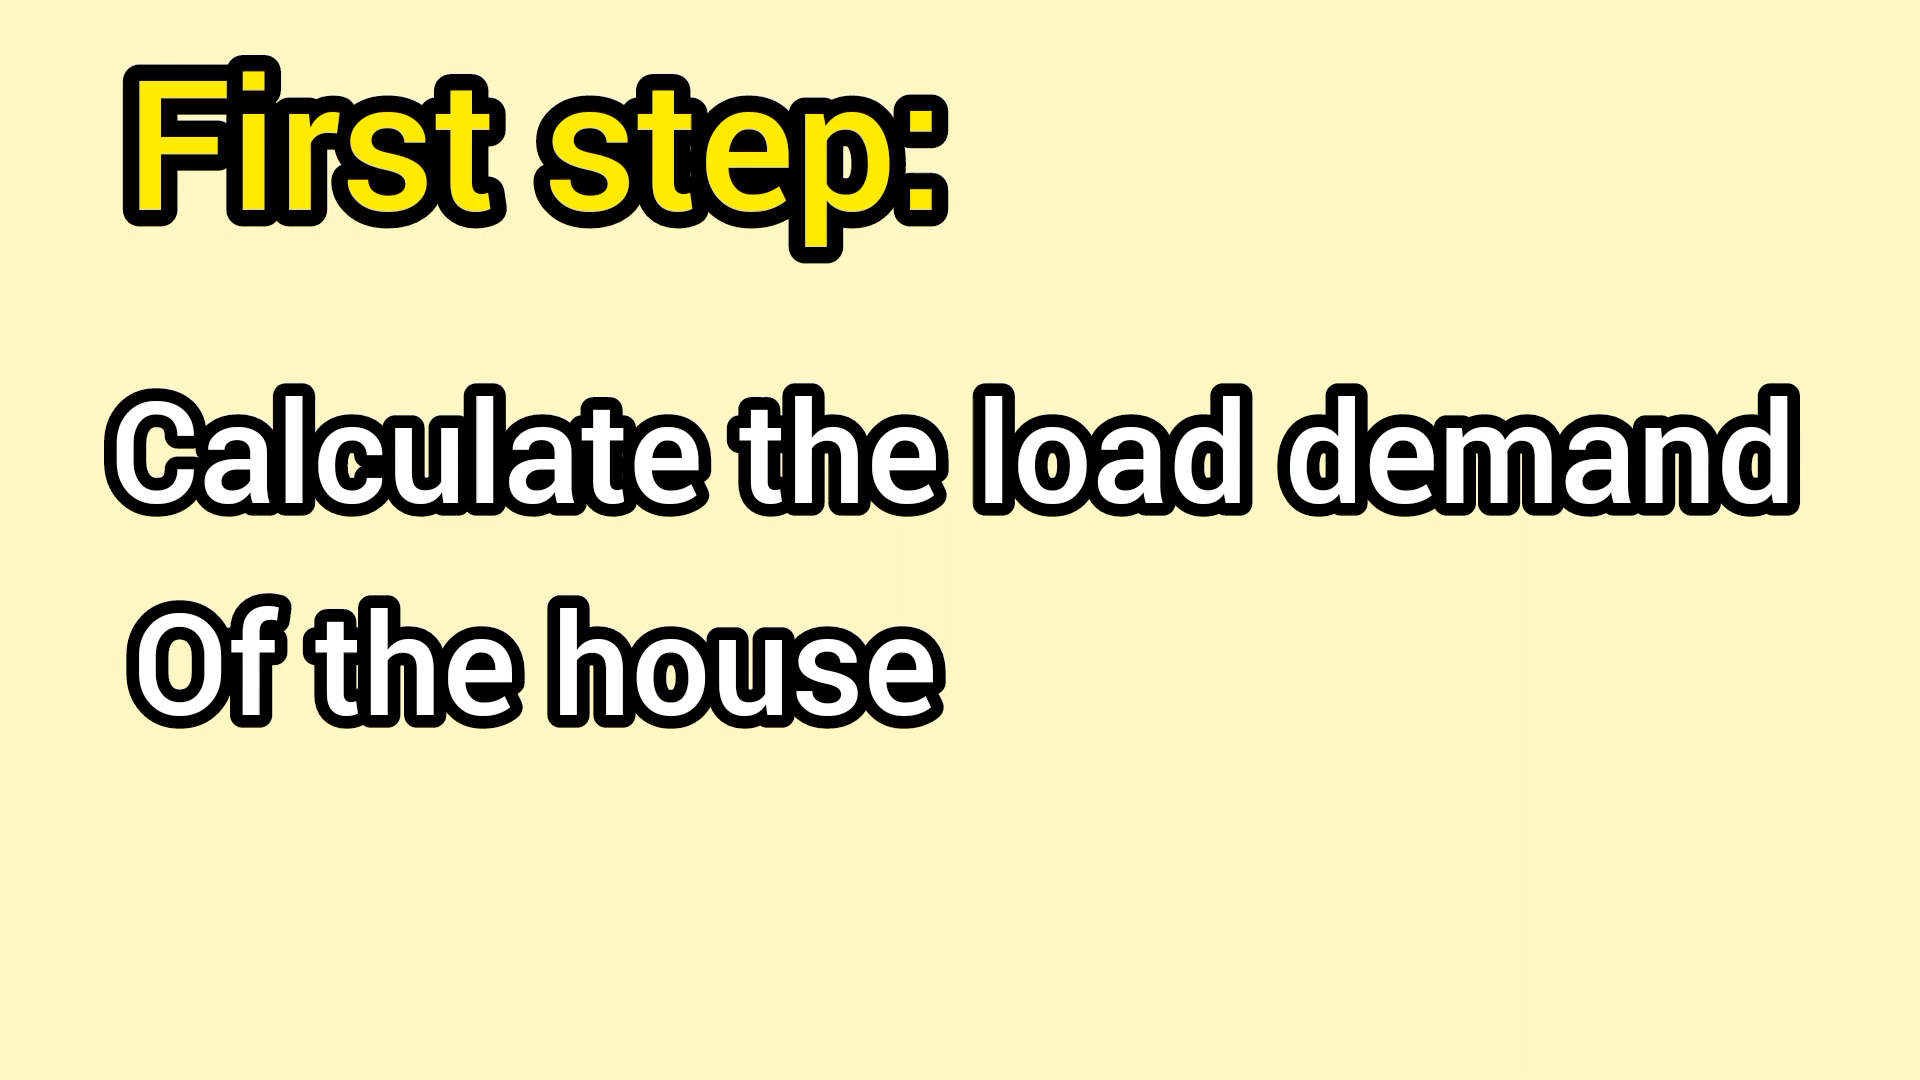 First step:
Calculate the load demand
Of the house